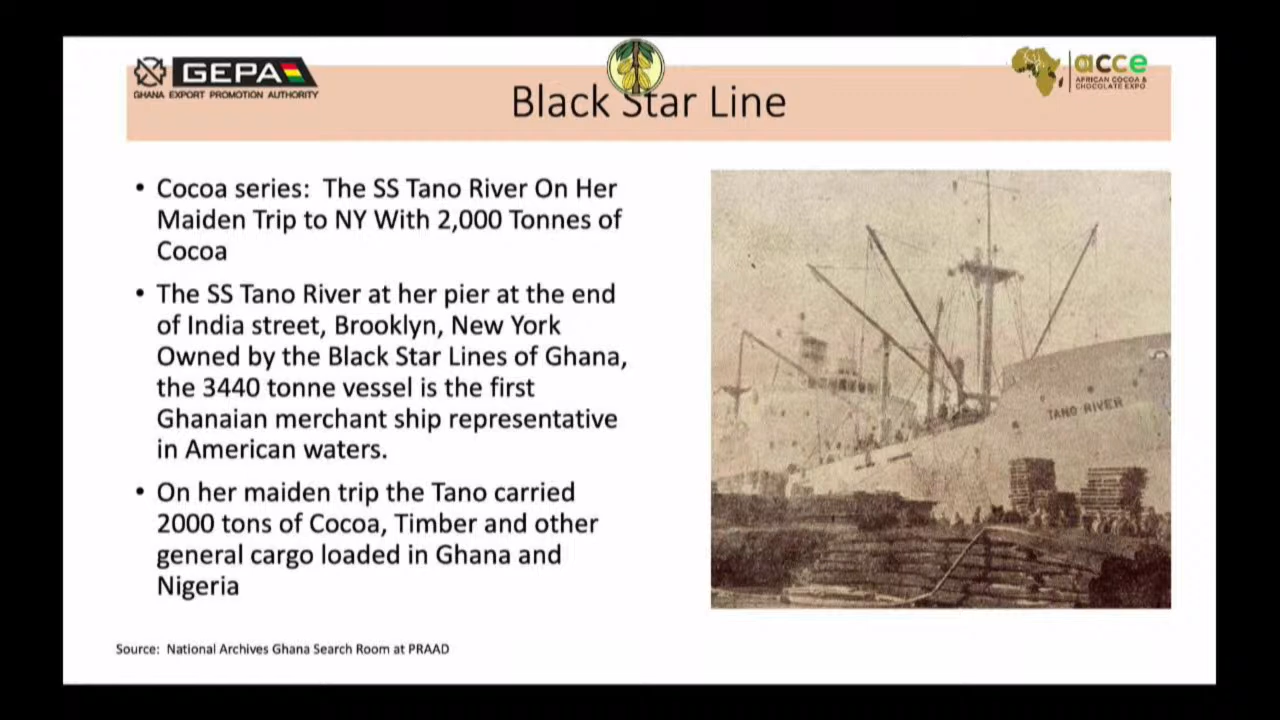 GEPA
GHANA EXPORT PROMOTION AUTHORITY
acce
AFRICAN COCOA &
CHOCOLATE EXPO
Black Star Line
• Cocoa series: The SS Tano River On Her
Maiden Trip to NY With 2,000 Tonnes of
Cocoa
• The SS Tano River at her pier at the end
of India street, Brooklyn, New York
Owned by the Black Star Lines of Ghana,
the 3440 tonne vessel is the first
Ghanaian merchant ship representative
in American waters.
• On her maiden trip the Tano carried
2000 tons of Cocoa, Timber and other
general cargo loaded in Ghana and
Nigeria
TANO RIVER
Source: National Archives Ghana Search Room at PRAAD